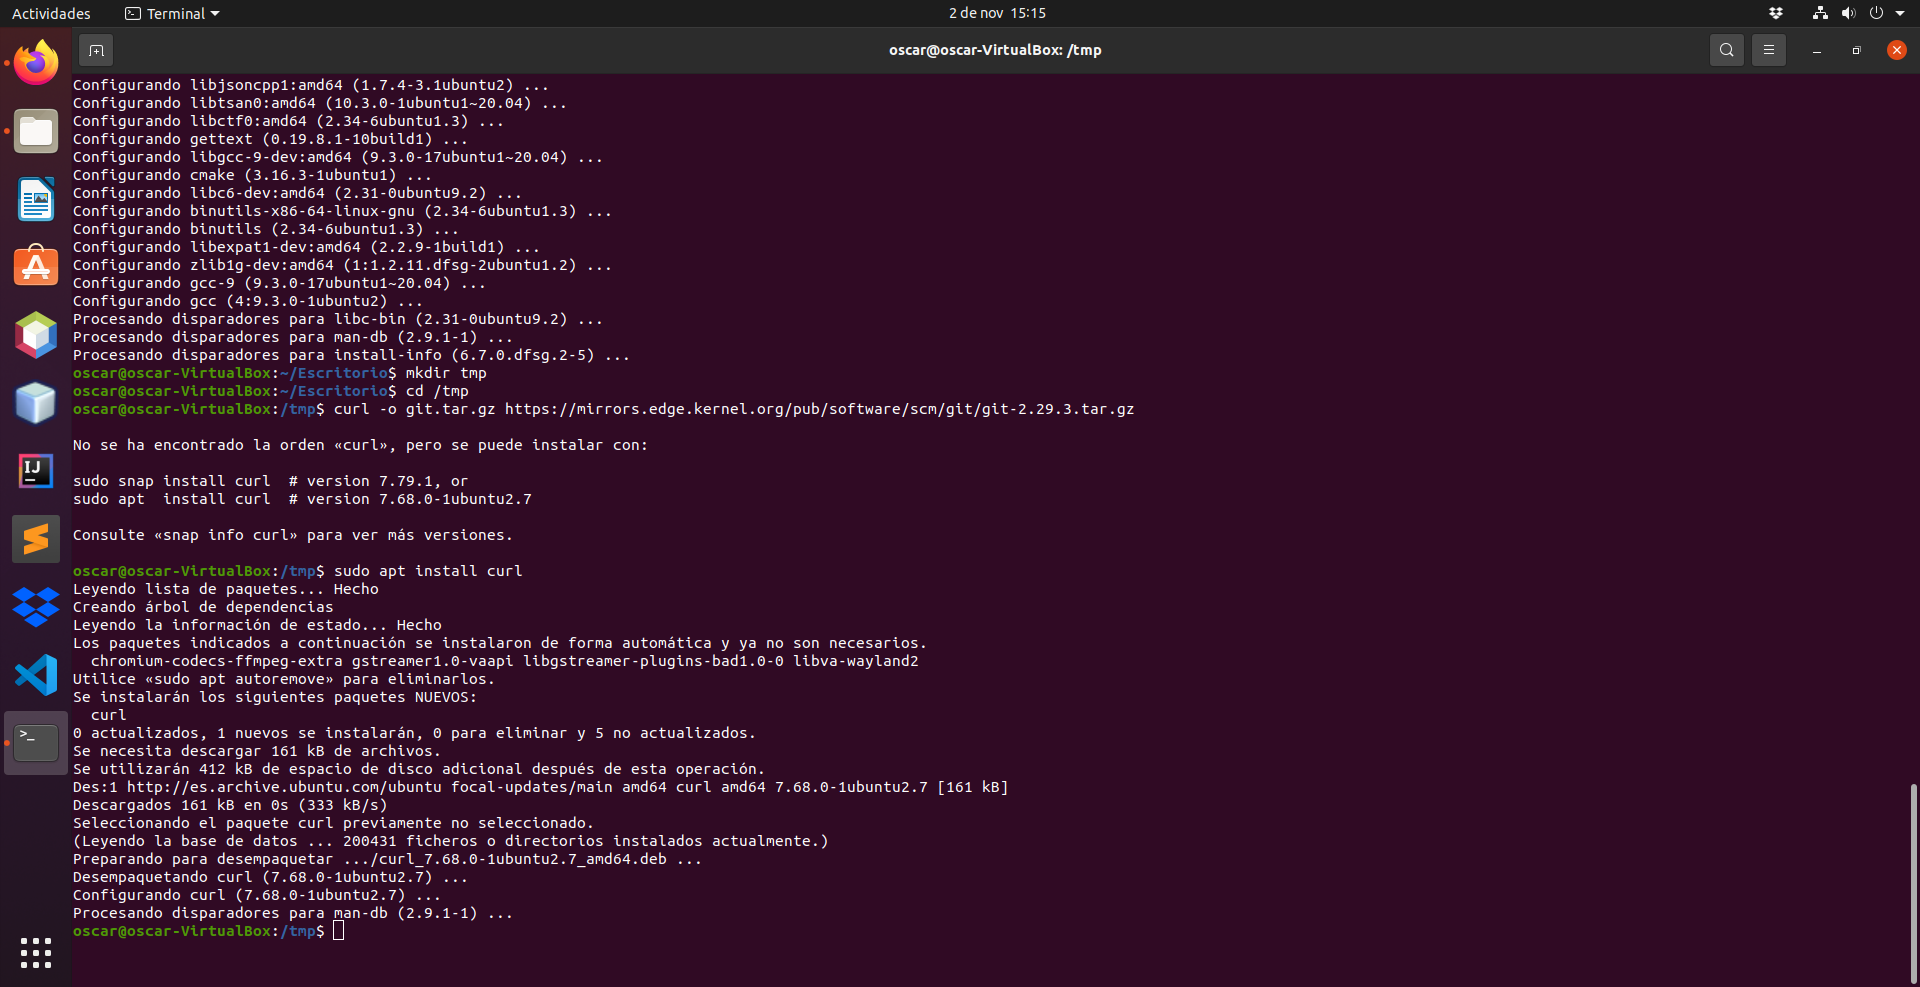 Actividades Terminal 2 de nov 15:15
oscar@oscar-VirtualBox: /tmp
Configurando libjsoncpp1:amd64 (1.7.4-3.1ubuntu2) ...
Configurando libtsan0:amd64 (10.3.0-1ubuntu1~20.04) ...
Configurando libctf0:amd64 (2.34-6ubuntu1.3) ...
Configurando gettext (0.19.8.1-10build1) ...
Configurando libgcc-9-dev:amd64 (9.3.0-17ubuntu1~20.04) ...
Configurando cmake (3.16.3-1ubuntu1) ...
Configurando libc6-dev:amd64 (2.31-0ubuntu9.2) ...
Configurando binutils-x86-64-linux-gnu (2.34-6ubuntu1.3) ...
Configurando binutils (2.34-6ubuntu1.3) ...
Configurando libexpat1-dev:amd64 (2.2.9-1build1) ...
Configurando zlib1g-dev:amd64 (1:1.2.11.dfsg-2ubuntu1.2) ...
Configurando gcc-9 (9.3.0-17ubuntu1~20.04) ...
Configurando gcc (4:9.3.0-1ubuntu2) ...
Procesando disparadores para libc-bin (2.31-0ubuntu9.2) ...
Procesando disparadores para man-db (2.9.1-1) ...
Procesando disparadores para install-info (6.7.0.dfsg.2-5) ...
oscar@oscar-VirtualBox:~/Escritorio$ mkdir tmp
oscar@oscar-VirtualBox:~/Escritorio$ cd /tmp
oscar@oscar-VirtualBox:/tmp$ curl -o git.tar.gz https://mirrors.edge.kernel.org/pub/software/scm/git/git-2.29.3.tar.gz
No se ha encontrado la orden «curl», pero se puede instalar con:
sudo snap install curl  # version 7.79.1, or
sudo apt  install curl  # version 7.68.0-1ubuntu2.7
Consulte «snap info curl» para ver más versiones.
oscar@oscar-VirtualBox:/tmp$ sudo apt install curl
Leyendo lista de paquetes... Hecho
Creando árbol de dependencias
Leyendo la información de estado... Hecho
Los paquetes indicados a continuación se instalaron de forma automática y ya no son necesarios.
  chromium-codecs-ffmpeg-extra gstreamer1.0-vaapi libgstreamer-plugins-bad1.0-0 libva-wayland2
Utilice «sudo apt autoremove» para eliminarlos.
Se instalarán los siguientes paquetes NUEVOS:
  curl
0 actualizados, 1 nuevos se instalarán, 0 para eliminar y 5 no actualizados.
Se necesita descargar 161 kB de archivos.
Se utilizarán 412 kB de espacio de disco adicional después de esta operación.
Des:1 http://es.archive.ubuntu.com/ubuntu focal-updates/main amd64 curl amd64 7.68.0-1ubuntu2.7 [161 kB]
Descargados 161 kB en 0s (333 kB/s)
Seleccionando el paquete curl previamente no seleccionado.
(Leyendo la base de datos ... 200431 ficheros o directorios instalados actualmente.)
Preparando para desempaquetar .../curl_7.68.0-1ubuntu2.7_amd64.deb ...
Desempaquetando curl (7.68.0-1ubuntu2.7) ...
Configurando curl (7.68.0-1ubuntu2.7) ...
Procesando disparadores para man-db (2.9.1-1) ...
oscar@oscar-VirtualBox:/tmp$
IJ